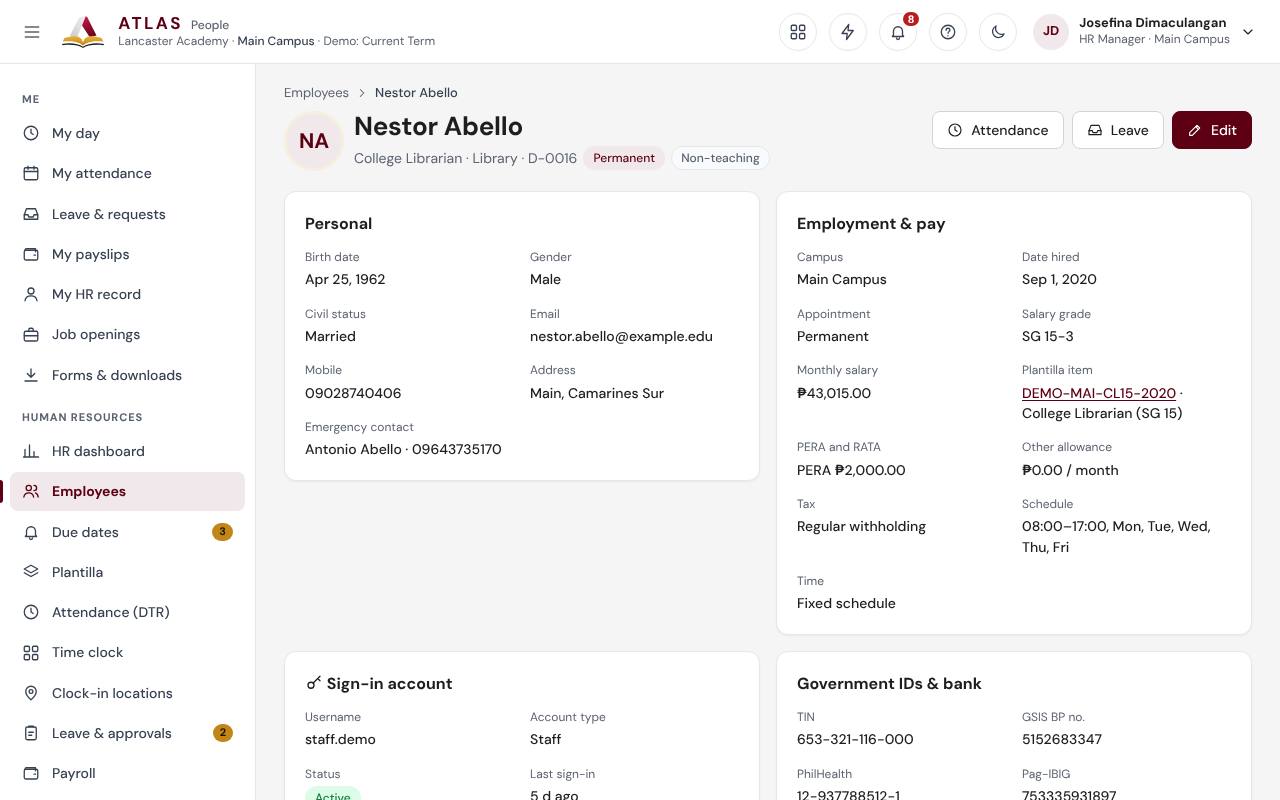 ATLAS People
Lancaster Academy · Main Campus · Demo: Current Term
8
JD
Josefina Dimaculangan
HR Manager · Main Campus
ME
My day
My attendance
Leave & requests
My payslips
My HR record
Job openings
Forms & downloads
HUMAN RESOURCES
HR dashboard
Employees
Due dates 3
Plantilla
Attendance (DTR)
Time clock
Clock-in locations
Leave & approvals 2
Payroll
Employees > Nestor Abello
NA
Nestor Abello
College Librarian · Library · D-0016 Permanent Non-teaching
Attendance Leave Edit
Personal
Birth date Gender
Apr 25, 1962 Male
Civil status Email
Married nestor.abello@example.edu
Mobile Address
09028740406 Main, Camarines Sur
Emergency contact
Antonio Abello · 09643735170
Employment & pay
Campus Date hired
Main Campus Sep 1, 2020
Appointment Salary grade
Permanent SG 15-3
Monthly salary Plantilla item
₱43,015.00 DEMO-MAI-CL15-2020 ·
College Librarian (SG 15)
PERA and RATA Other allowance
PERA ₱2,000.00 ₱0.00 / month
Tax Schedule
Regular withholding 08:00–17:00, Mon, Tue, Wed,
Thu, Fri
Time
Fixed schedule
Sign-in account
Username Account type
staff.demo Staff
Status Last sign-in
Active 5 d ago
Government IDs & bank
TIN GSIS BP no.
653-321-116-000 5152683347
PhilHealth Pag-IBIG
12-937788512-1 753335931897